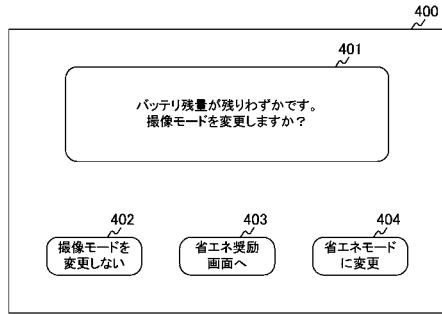 400
401
バッテリ残量が残りわずかです。
撮像モードを変更しますか？
402
403
404
撮像モードを
変更しない
省エネ奨励
画面へ
省エネモード
に変更